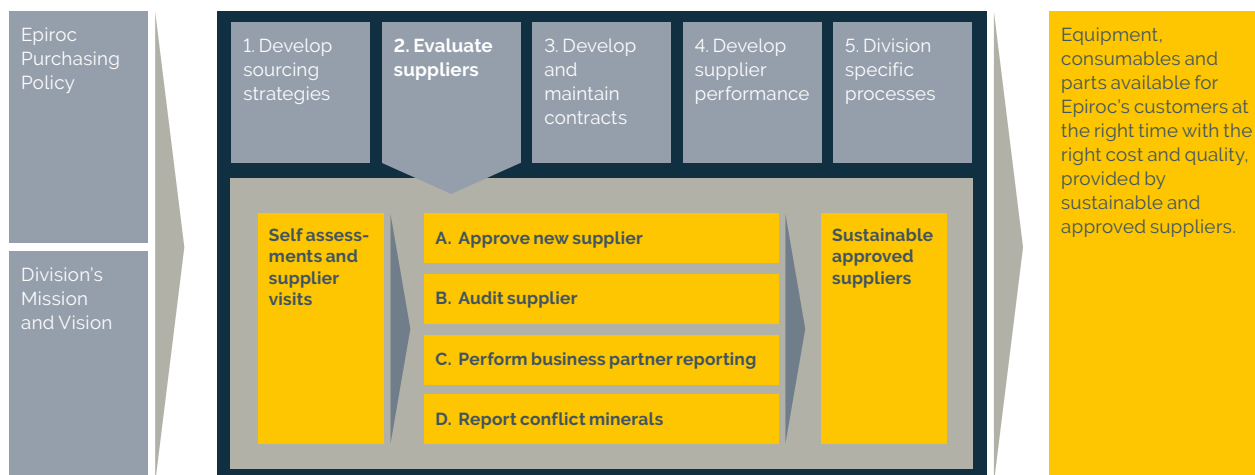 Epiroc
Purchasing
Policy
Division's
Mission
and Vision
1. Develop
sourcing
strategies
2. Evaluate
suppliers
3. Develop
and
maintain
contracts
4. Develop
supplier
performance
5. Division
specific
processes
Self assess-
ments and
supplier
visits
A. Approve new supplier
B. Audit supplier
C. Perform business partner reporting
D. Report conflict minerals
Sustainable
approved
suppliers
Equipment,
consumables and
parts available for
Epiroc's customers at
the right time with the
right cost and quality,
provided by
sustainable and
approved suppliers.